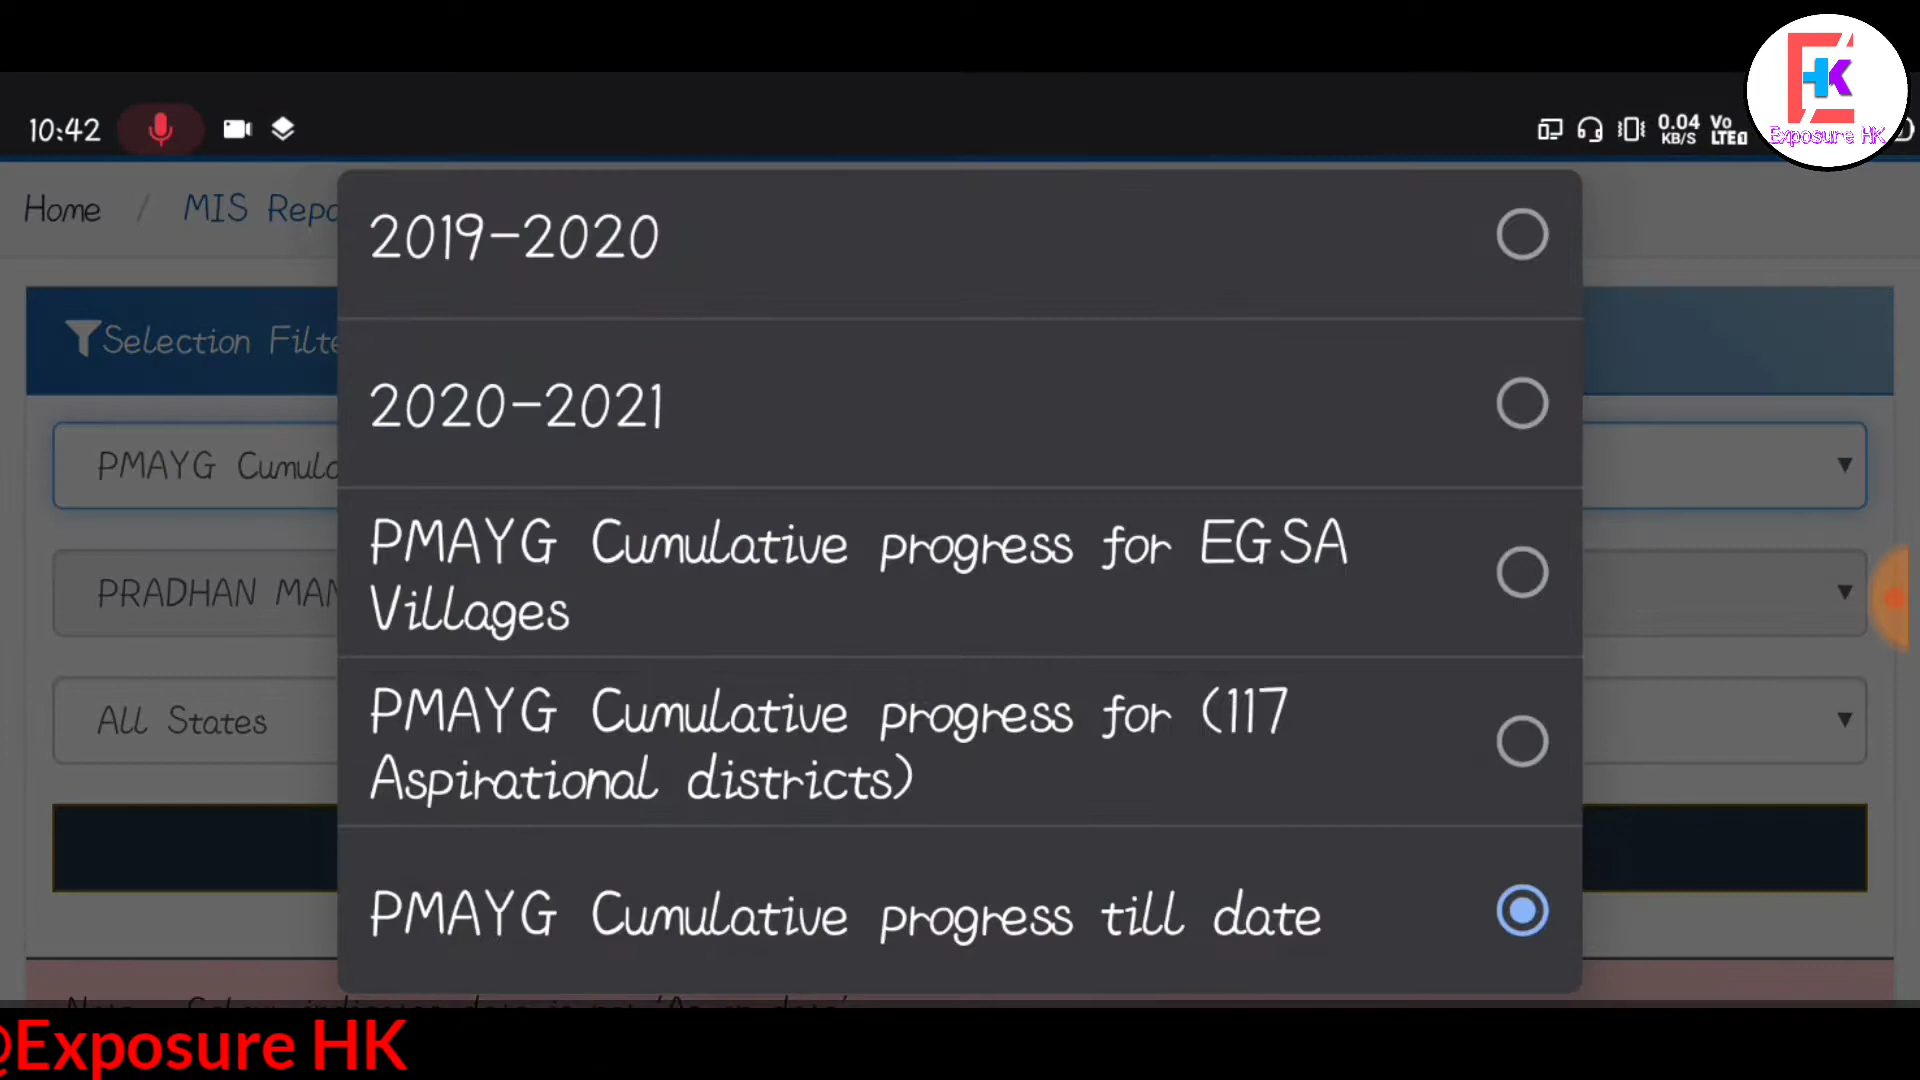 10:42
0.04
KB/S
Vo
LTE
Exposure HK
Home / MIS Repo
2019-2020
Selection Filte
2020-2021
PMAYG Cumula
PMAYG Cumulative progress for EGSA
Villages
PRADHAN MAN
PMAYG Cumulative progress for (117
Aspirational districts)
All States
PMAYG Cumulative progress till date
@Exposure HK